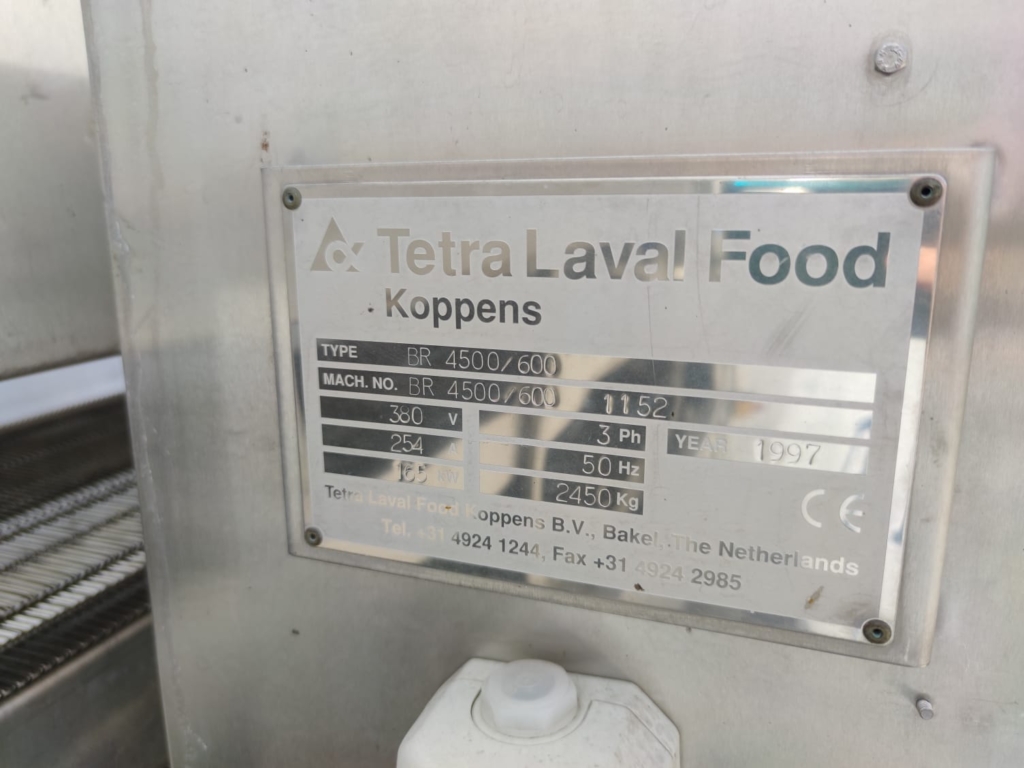 Tetra Laval Food
Koppens
TYPE BR 4500/600
MACH. NO. BR 4500/600 1152
380 V 3 Ph YEAR 1997
254 A 50 Hz
165 KW 2450 Kg
CE
Tetra Laval Food Koppens B.V., Bakel, The Netherlands
Tel. +31 4924 1244, Fax +31 4924 2985